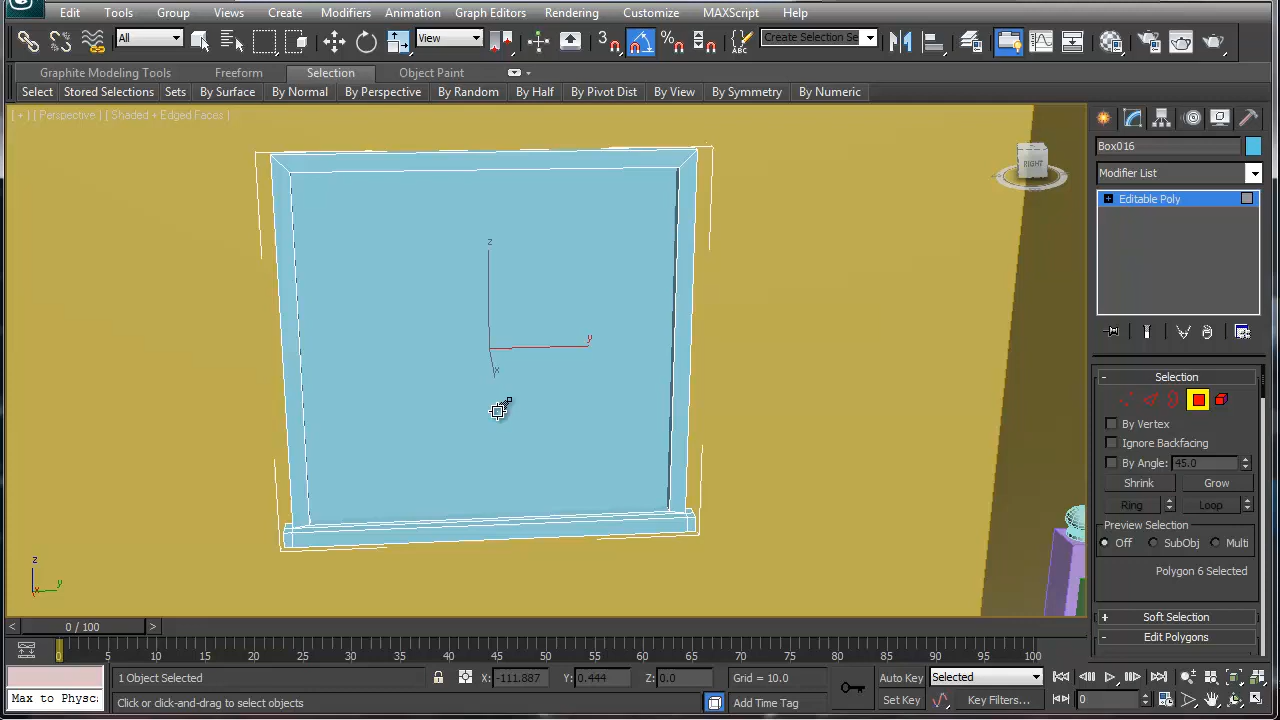 Edit Tools Group Views Create Modifiers Animation Graph Editors Rendering Customize MAXScript Help
All View 3 Create Selection Se
Graphite Modeling Tools Freeform Selection Object Paint
Select Stored Selections Sets By Surface By Normal By Perspective By Random By Half By Pivot Dist By View By Symmetry By Numeric
[ + ] [ Perspective ] [ Shaded + Edged Faces ]
RIGHT
Box016
Modifier List
Editable Poly
z
y
x
- Selection
By Vertex
Ignore Backfacing
By Angle: 45.0
Shrink Grow
Ring Loop
Preview Selection
Off SubObj Multi
Polygon 6 Selected
+ Soft Selection
- Edit Polygons
z
y
x
< 0 / 100 >
0 5 10 15 20 25 30 35 40 45 50 55 60 65 70 75 80 85 90 95 100
1 Object Selected X: -111.887 Y: 0.444 Z: 0.0 Grid = 10.0 Auto Key Selected
Max to Physcs Click or click-and-drag to select objects Add Time Tag Set Key Key Filters... 0